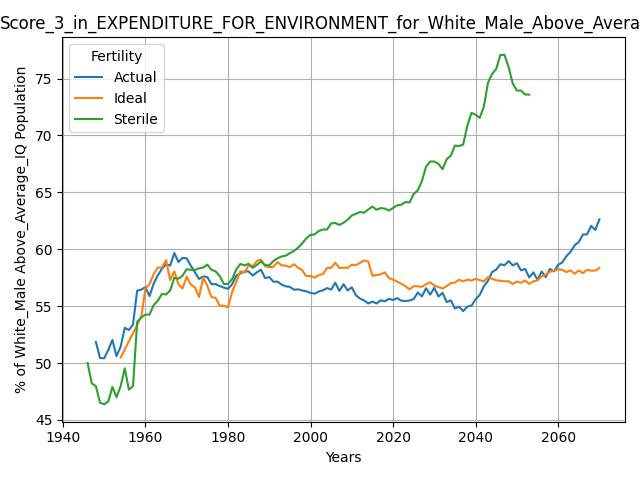 Score_3_in_EXPENDITURE_FOR_ENVIRONMENT_for_White_Male_Above_Avera
Fertility
Actual
Ideal
Sterile
% of White_Male Above_Average_IQ Population
75
70
65
60
55
50
45
1940
1960
1980
2000
2020
2040
2060
Years